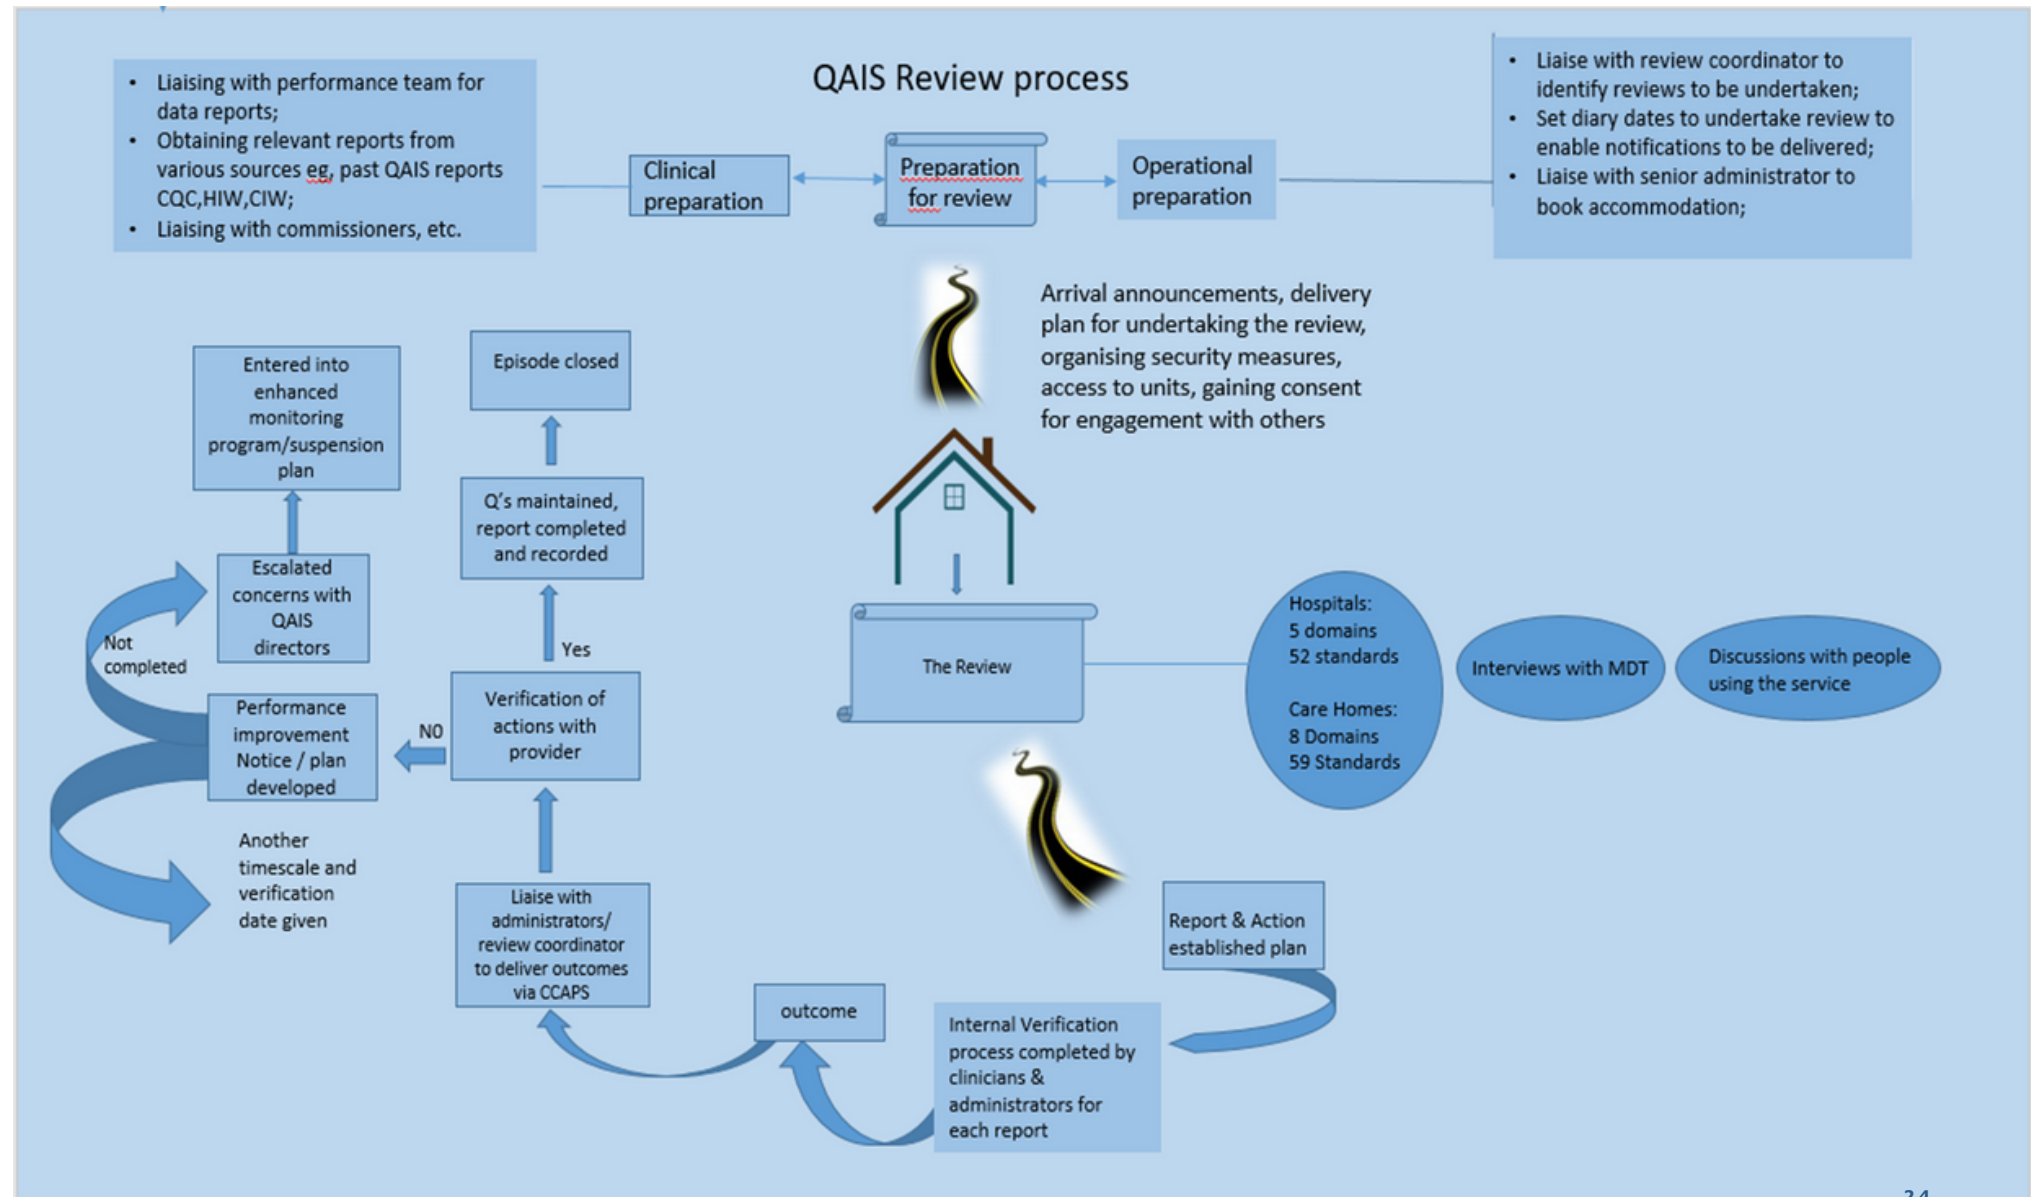 QAIS Review process
• Liaising with performance team for
data reports;
• Obtaining relevant reports from
various sources eg, past QAIS reports
CQC,HIW,CIW;
• Liaising with commissioners, etc.
Clinical
preparation
Preparation
for review
Operational
preparation
• Liaise with review coordinator to
identify reviews to be undertaken;
• Set diary dates to undertake review to
enable notifications to be delivered;
• Liaise with senior administrator to
book accommodation;
Arrival announcements, delivery
plan for undertaking the review,
organising security measures,
access to units, gaining consent
for engagement with others
The Review
Hospitals:
5 domains
52 standards
Care Homes:
8 Domains
59 Standards
Interviews with MDT
Discussions with people
using the service
Report & Action
established plan
Internal Verification
process completed by
clinicians &
administrators for
each report
outcome
Liaise with
administrators/
review coordinator
to deliver outcomes
via CCAPS
Verification of
actions with
provider
Yes
Q's maintained,
report completed
and recorded
Episode closed
NO
Performance
improvement
Notice / plan
developed
Another
timescale and
verification
date given
Not
completed
Escalated
concerns with
QAIS
directors
Entered into
enhanced
monitoring
program/suspension
plan